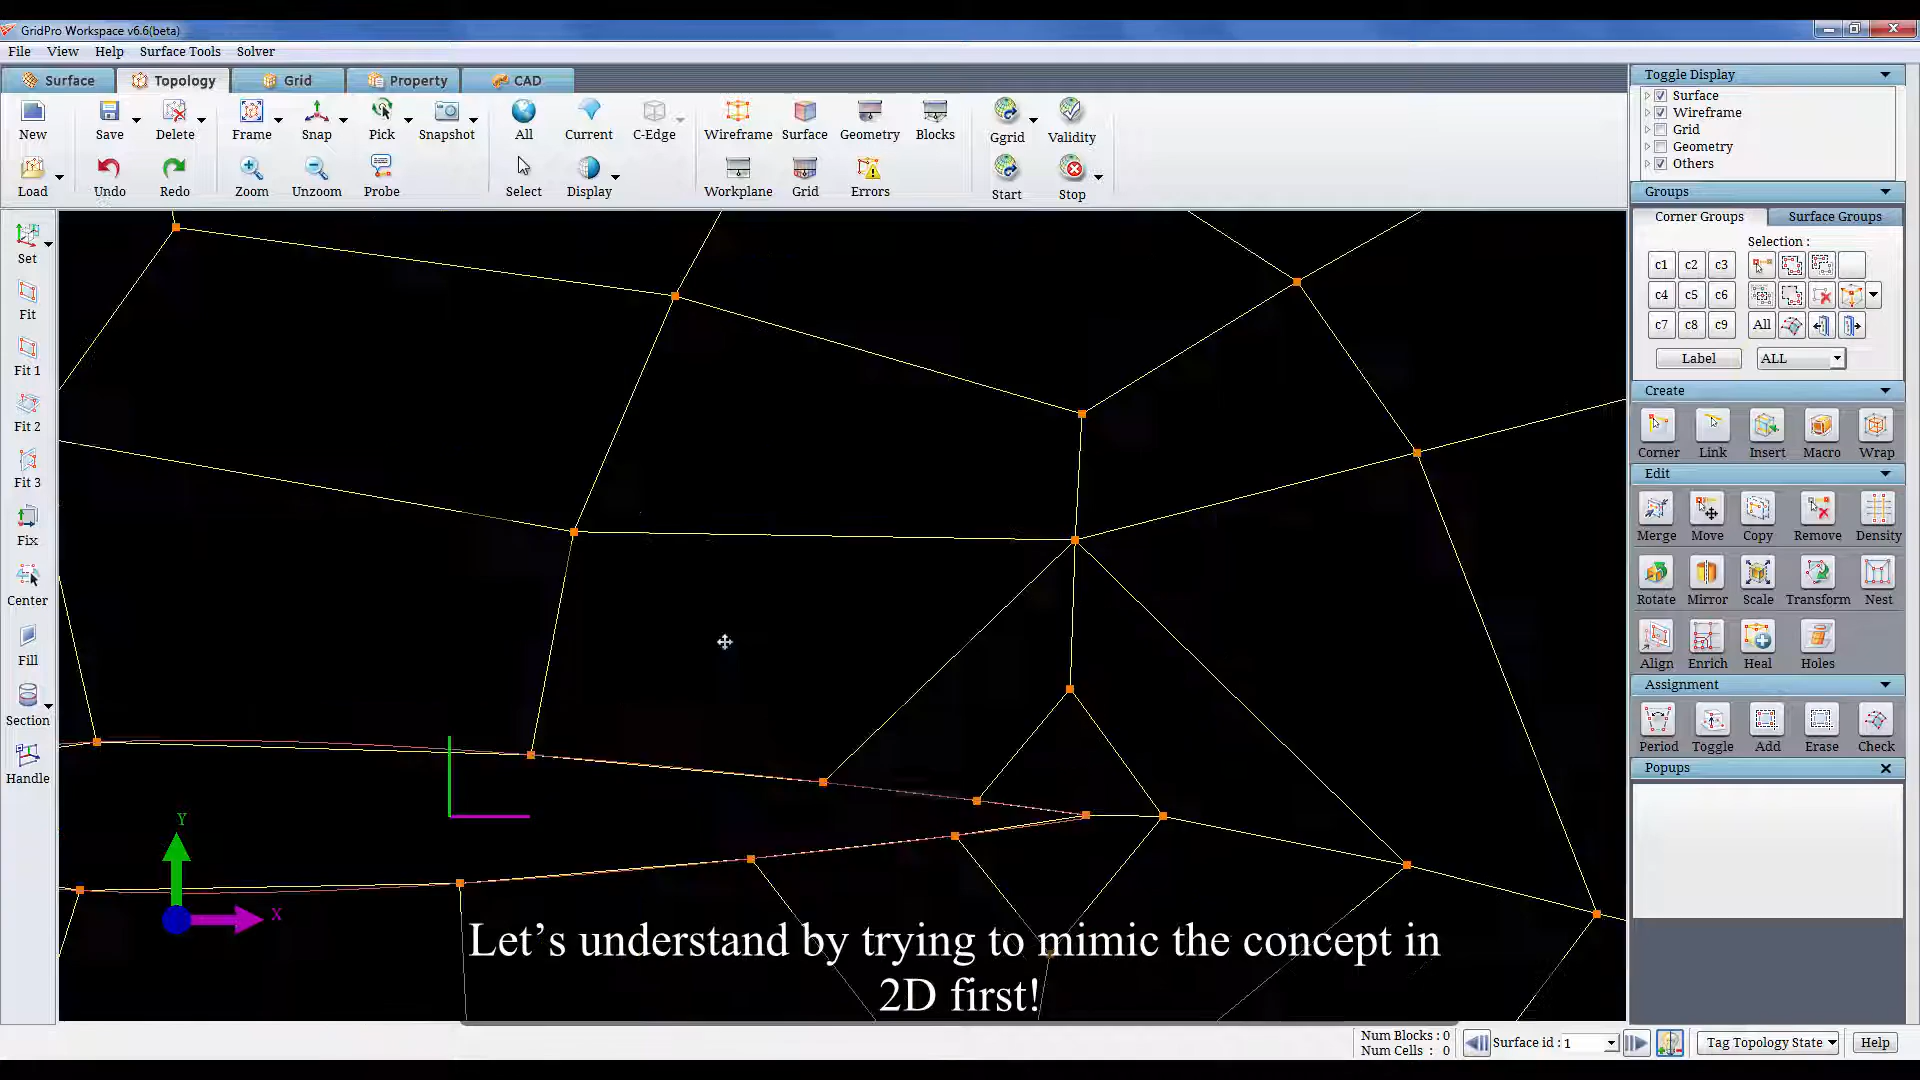 GridPro Workspace v6.6(beta)
File View Help Surface Tools Solver
Surface Topology Grid Property CAD
New Save Delete Frame Snap Pick Snapshot All Current C-Edge Wireframe Surface Geometry Blocks Ggrid Validity
Load Undo Redo Zoom Unzoom Probe Select Display Workplane Grid Errors Start Stop
Set
Fit
Fit 1
Fit 2
Fit 3
Fix
Center
Fill
Section
Handle
Y
X
Let's understand by trying to mimic the concept in
2D first!
Toggle Display
Surface
Wireframe
Grid
Geometry
Others
Groups
Corner Groups Surface Groups
Selection :
c1 c2 c3
c4 c5 c6
c7 c8 c9 All
Label ALL
Create
Corner Link Insert Macro Wrap
Edit
Merge Move Copy Remove Density
Rotate Mirror Scale Transform Nest
Align Enrich Heal Holes
Assignment
Period Toggle Add Erase Check
Popups
Num Blocks : 0
Num Cells : 0
Surface id : 1
Tag Topology State
Help